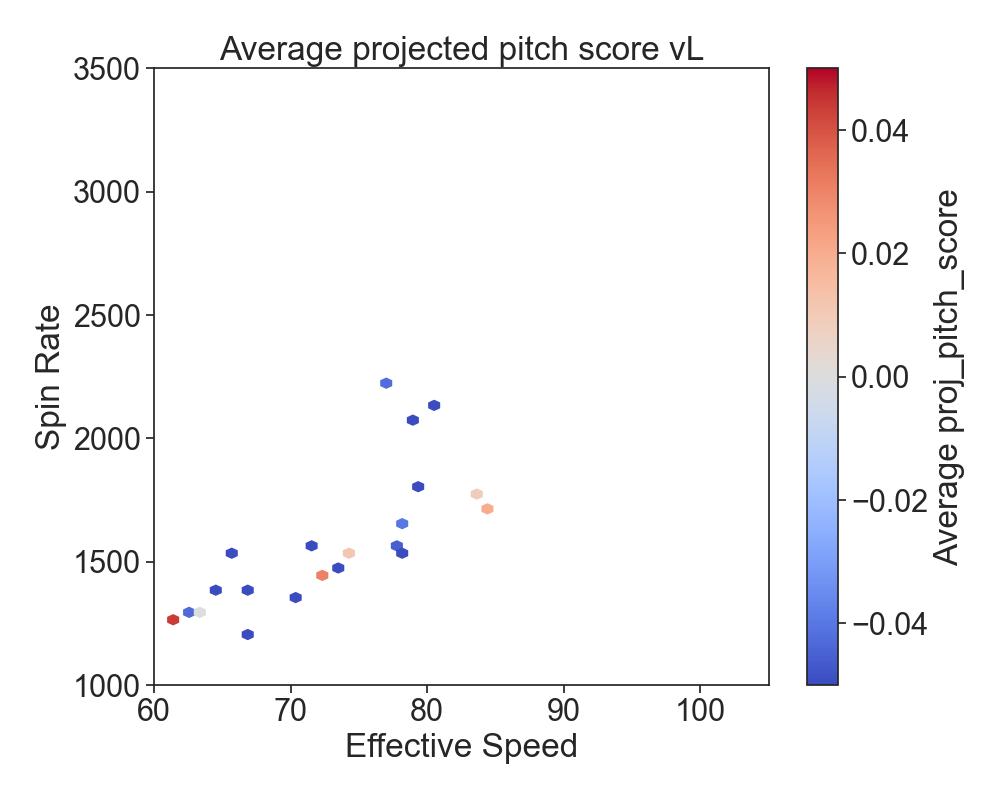 Average projected pitch score vL
3500
3000
2500
2000
1500
1000
Spin Rate
60 70 80 90 100
Effective Speed
0.04
0.02
0.00
−0.02
−0.04
Average proj_pitch_score